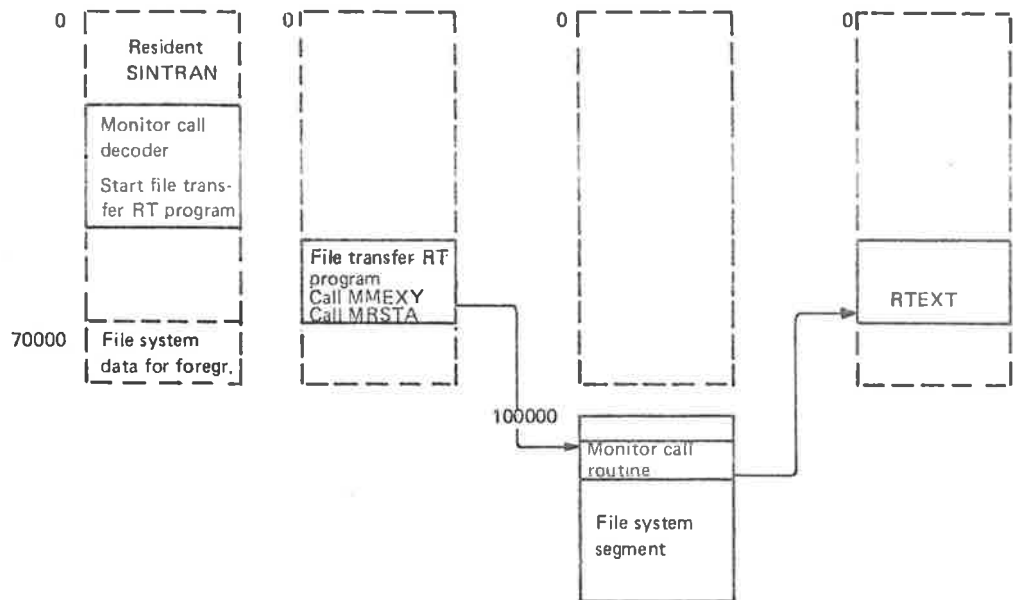 0
Resident
SINTRAN
Monitor call
decoder
Start file trans-
fer RT program
70000
File system
data for foregr.
0
File transfer RT
program
Call MMEXY
Call MRSTA
0
100000
Monitor call
routine
File system
segment
0
RTEXT